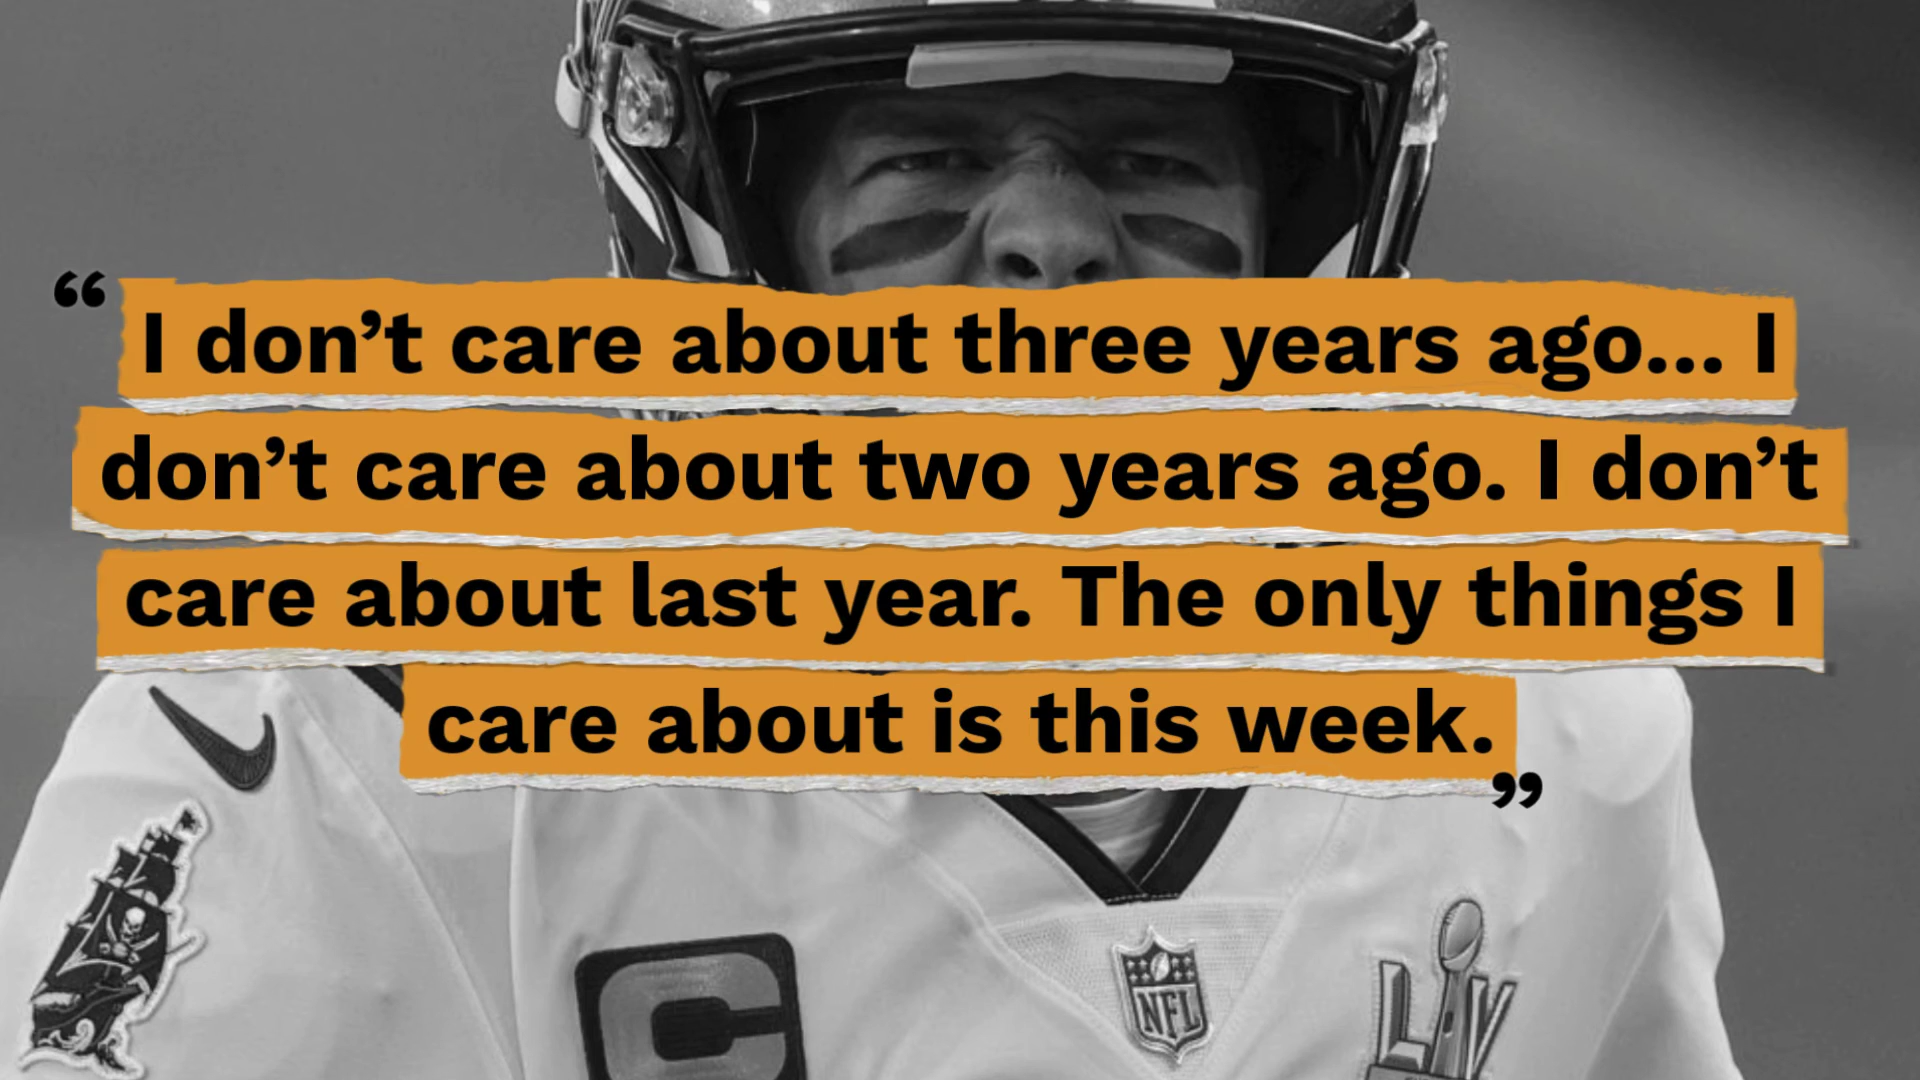 “I don’t care about three years ago... I
don’t care about two years ago. I don’t
care about last year. The only things I
care about is this week.”
C
NFL
LV